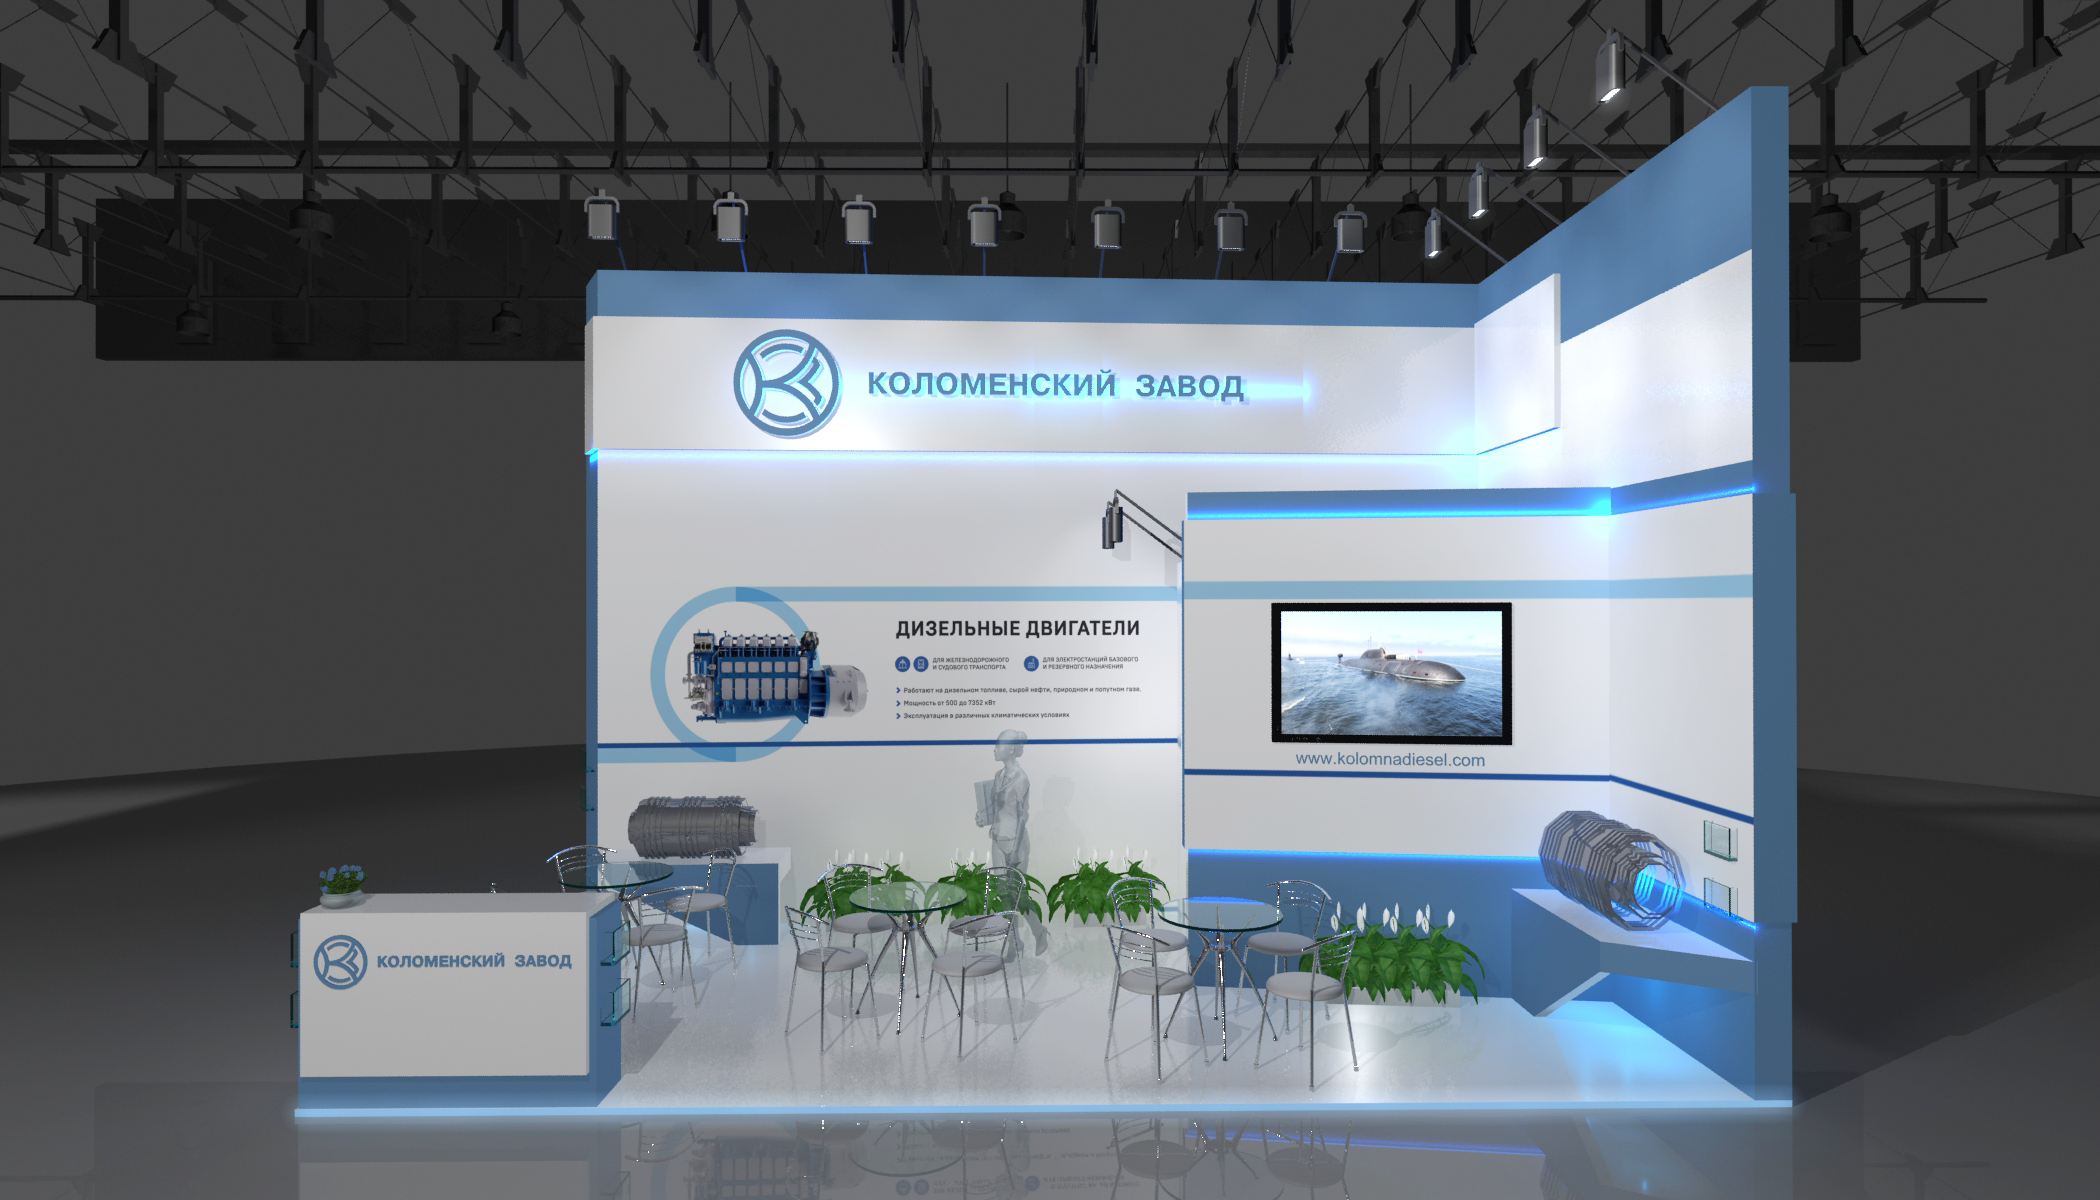 КОЛОМЕНСКИЙ ЗАВОД
ДИЗЕЛЬНЫЕ ДВИГАТЕЛИ
ДЛЯ ЖЕЛЕЗНОДОРОЖНОГО
И СУДОВОГО ТРАНСПОРТА
ДЛЯ ЭЛЕКТРОСТАНЦИЙ БАЗОВОГО
И РЕЗЕРВНОГО НАЗНАЧЕНИЯ
Работают на дизельном топливе, сырой нефти, природном и попутном газе.
Мощность от 500 до 7352 кВт
Эксплуатация в различных климатических условиях
www.kolomnadiesel.com
КОЛОМЕНСКИЙ ЗАВОД